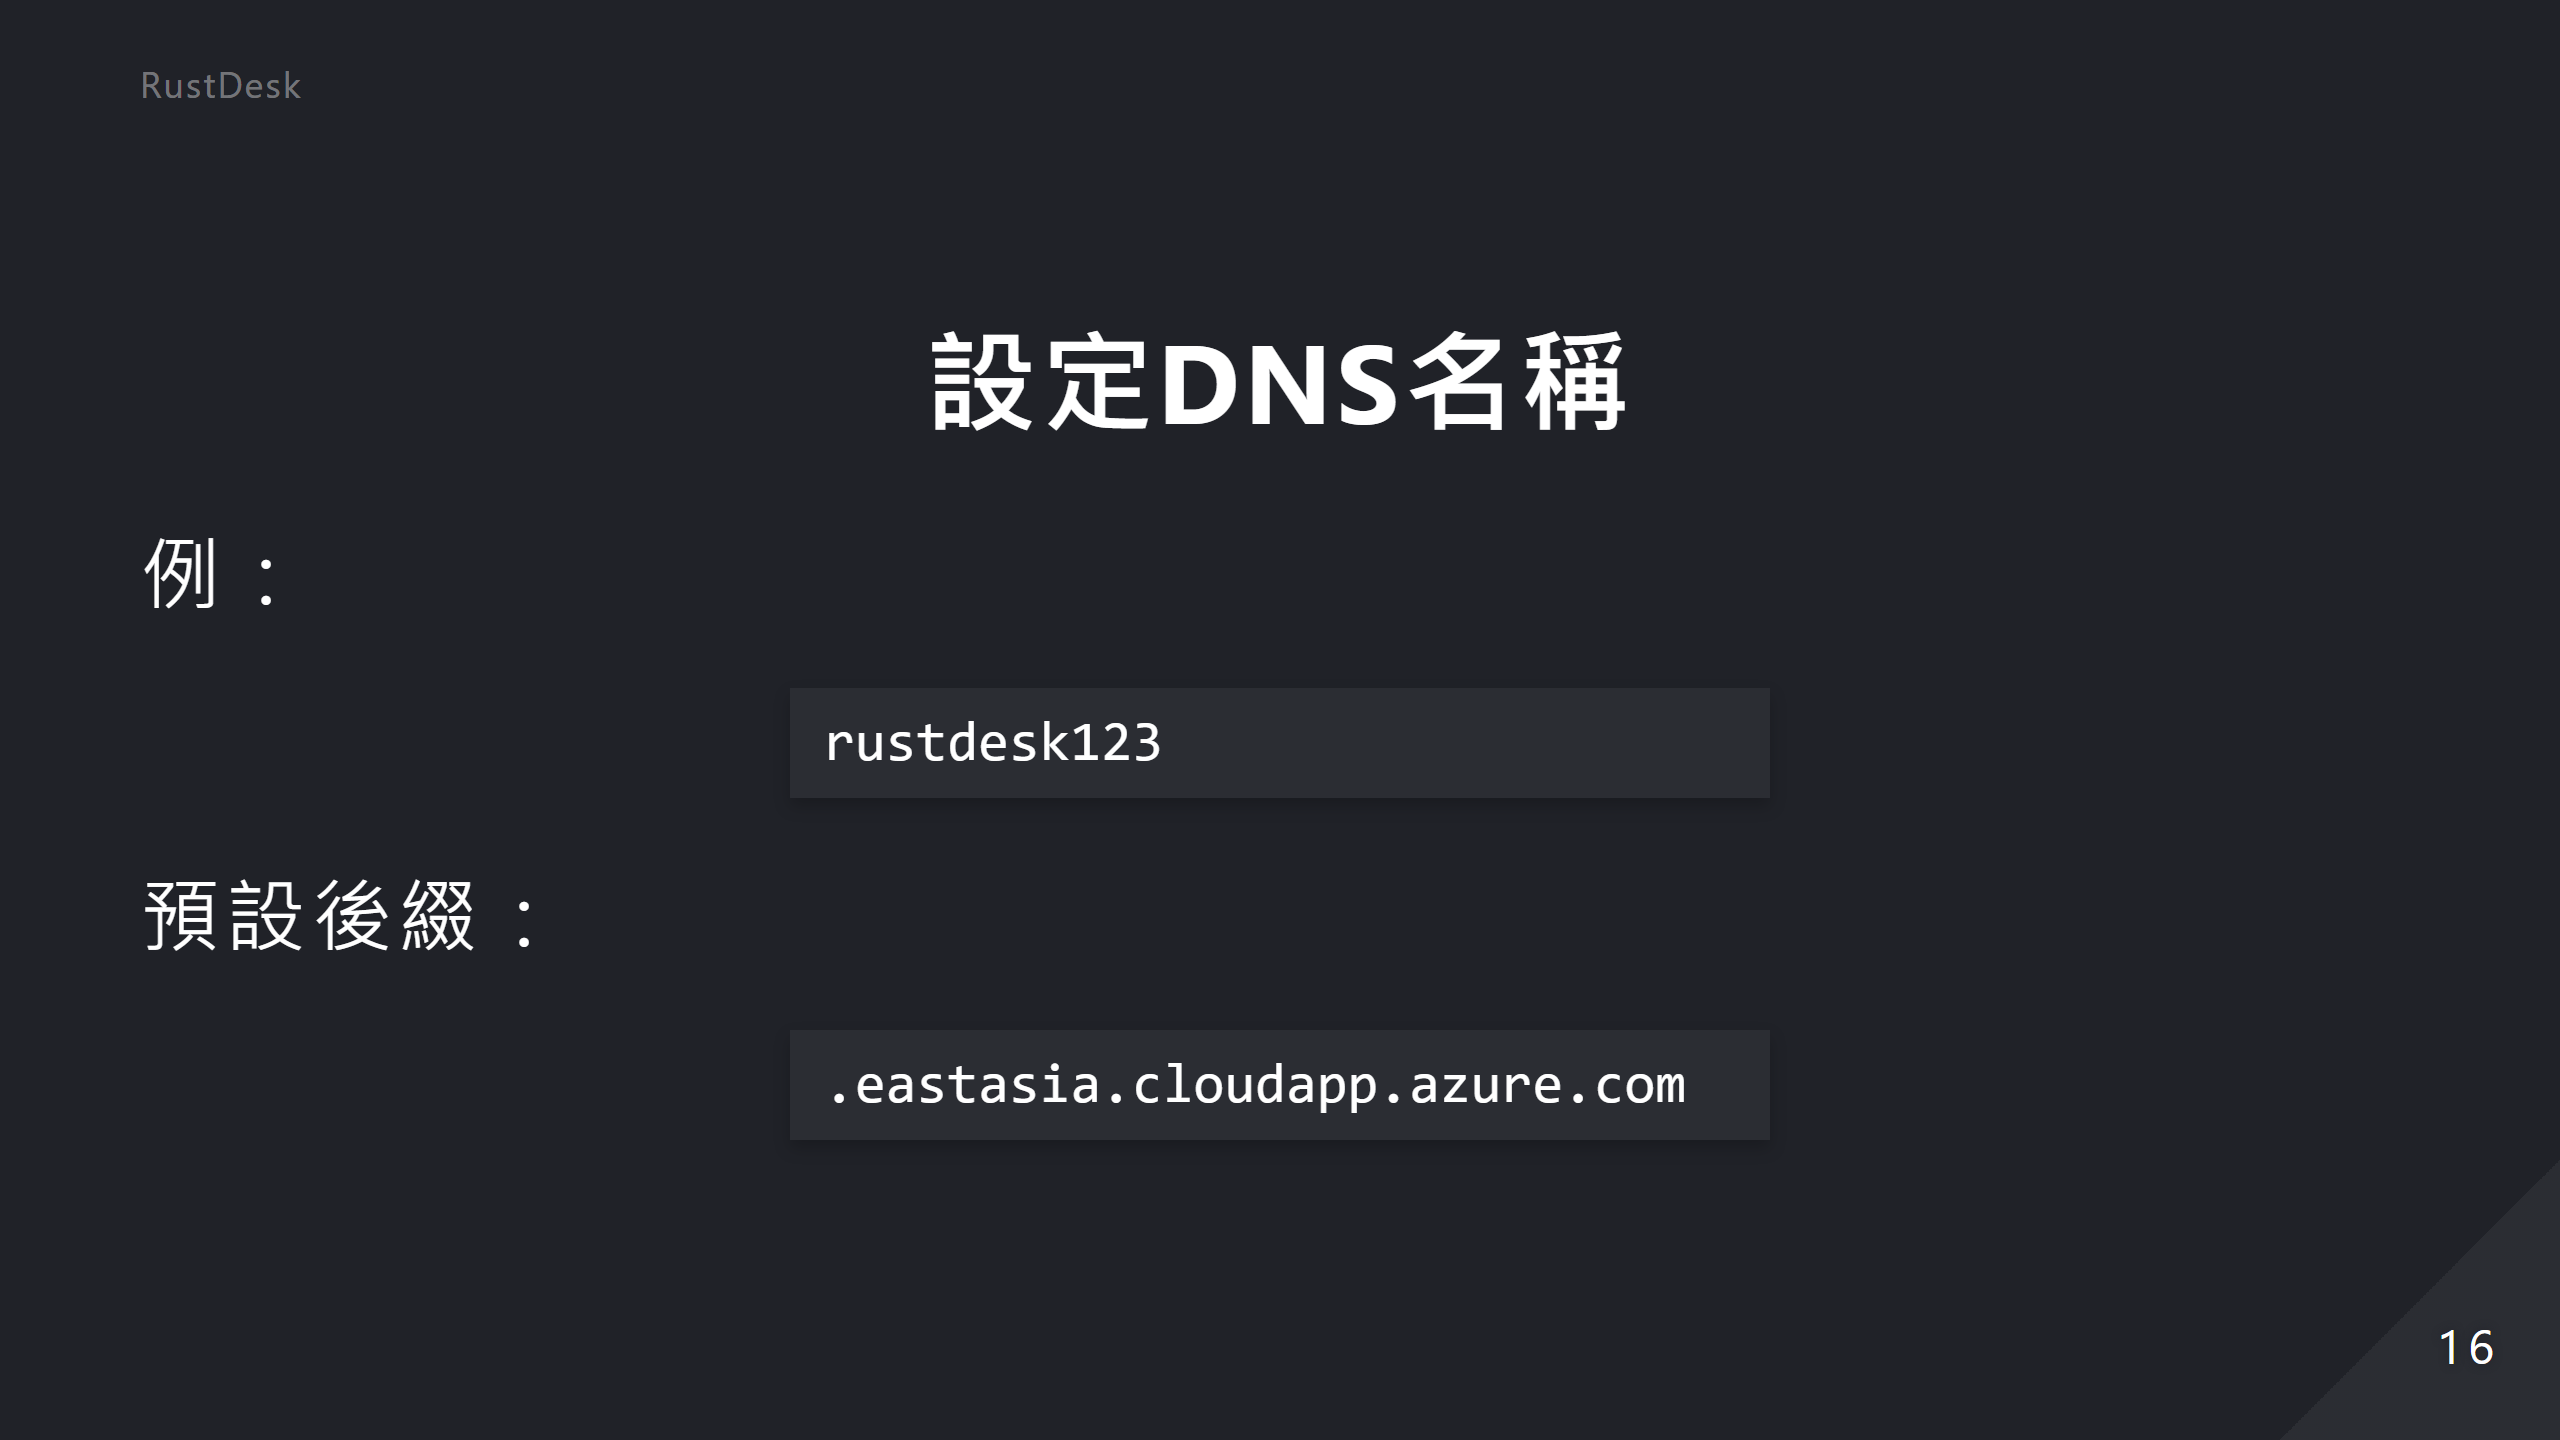 RustDesk
設定DNS名稱
例：
rustdesk123
預設後綴：
.eastasia.cloudapp.azure.com
16